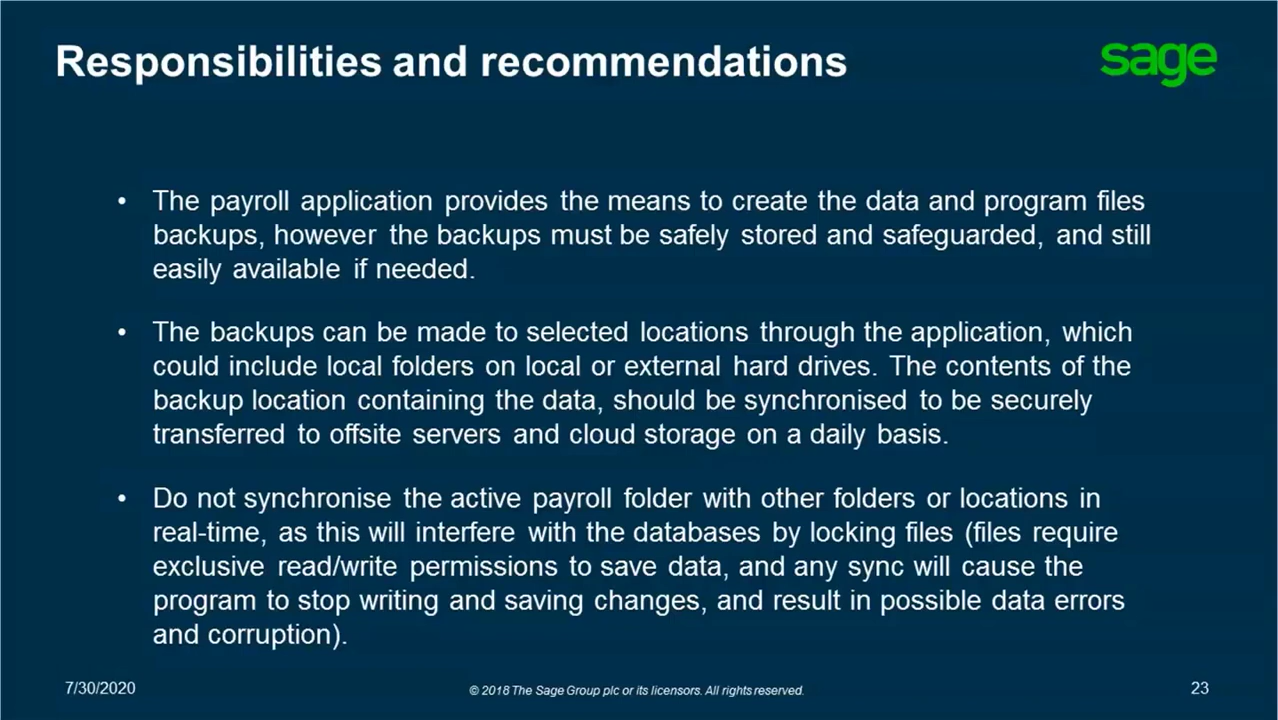 Responsibilities and recommendations
sage
• The payroll application provides the means to create the data and program files
backups, however the backups must be safely stored and safeguarded, and still
easily available if needed.
• The backups can be made to selected locations through the application, which
could include local folders on local or external hard drives. The contents of the
backup location containing the data, should be synchronised to be securely
transferred to offsite servers and cloud storage on a daily basis.
• Do not synchronise the active payroll folder with other folders or locations in
real-time, as this will interfere with the databases by locking files (files require
exclusive read/write permissions to save data, and any sync will cause the
program to stop writing and saving changes, and result in possible data errors
and corruption).
7/30/2020
© 2018 The Sage Group plc or its licensors. All rights reserved.
23